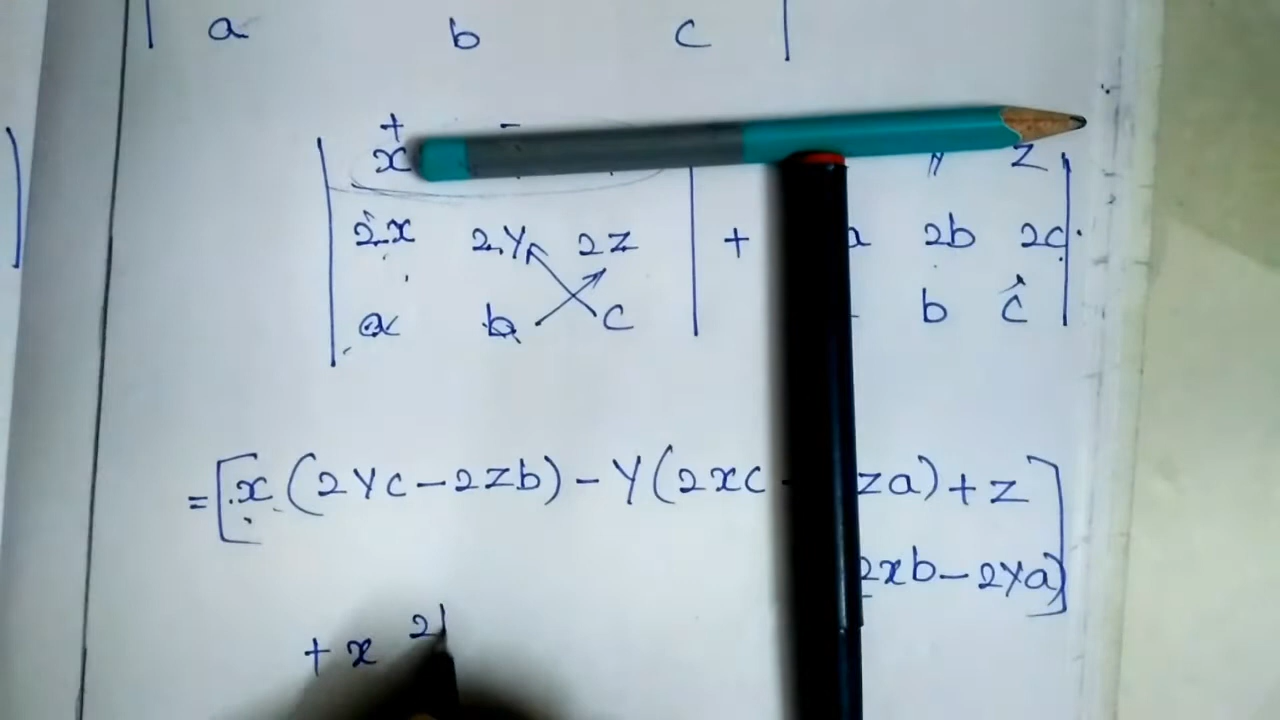 a b c
+ -
x z
2x 2y 2z + a 2b 2c
a b c b c
= [x(2yc-2zb)-y(2xc- za)+z
2xb-2ya]
+ x 2